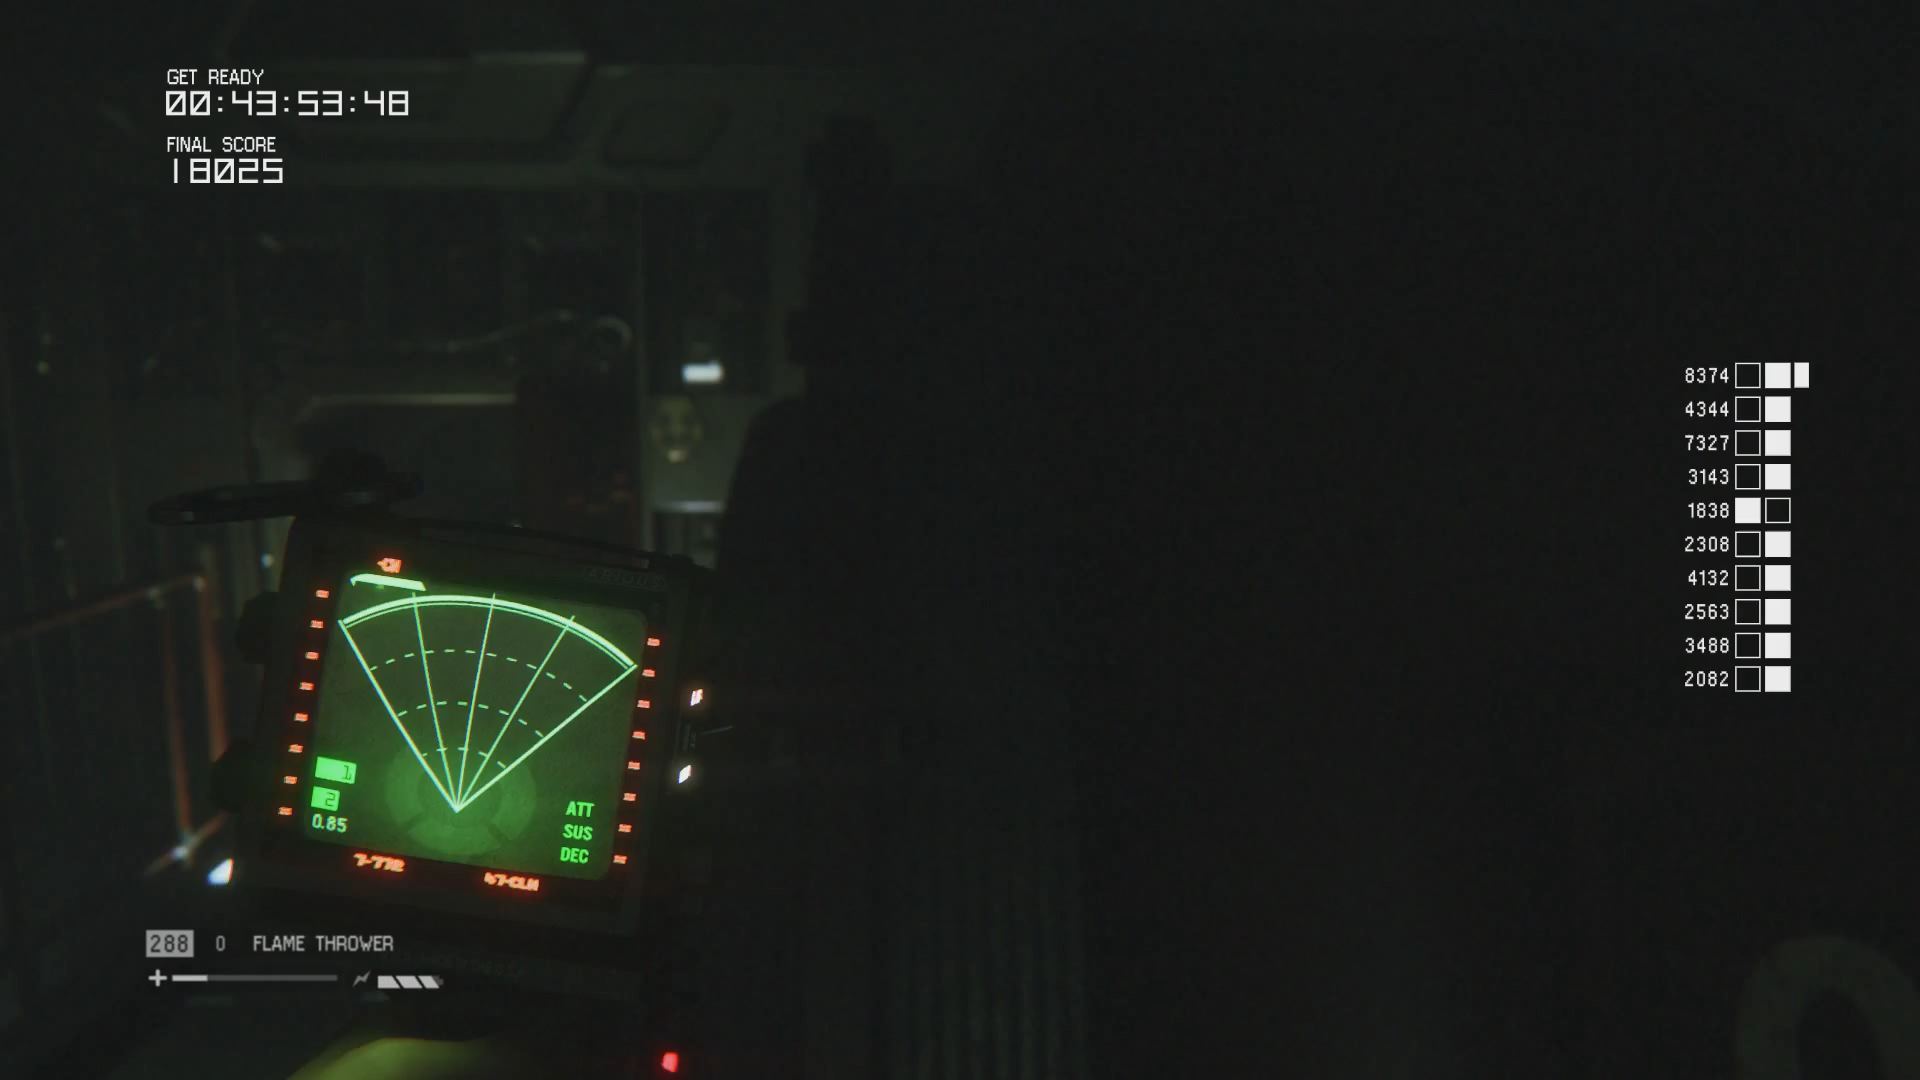 GET READY
00:43:53:48
FINAL SCORE
18025
8374
4344
7327
3143
1838
2308
4132
2563
3488
2082
1
2
0.85
ATT
SUS
DEC
288 0 FLAME THROWER